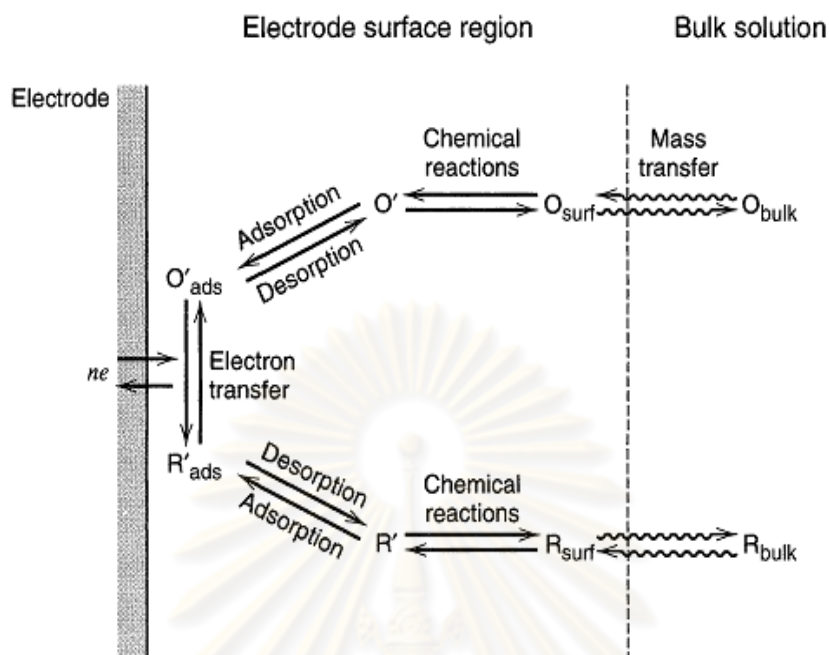 Electrode surface region
Bulk solution
Electrode
Chemical
reactions
Mass
transfer
Adsorption
Desorption
O'
O_surf
O_bulk
O'_ads
ne
Electron
transfer
R'_ads
Desorption
Adsorption
Chemical
reactions
R'
R_surf
R_bulk